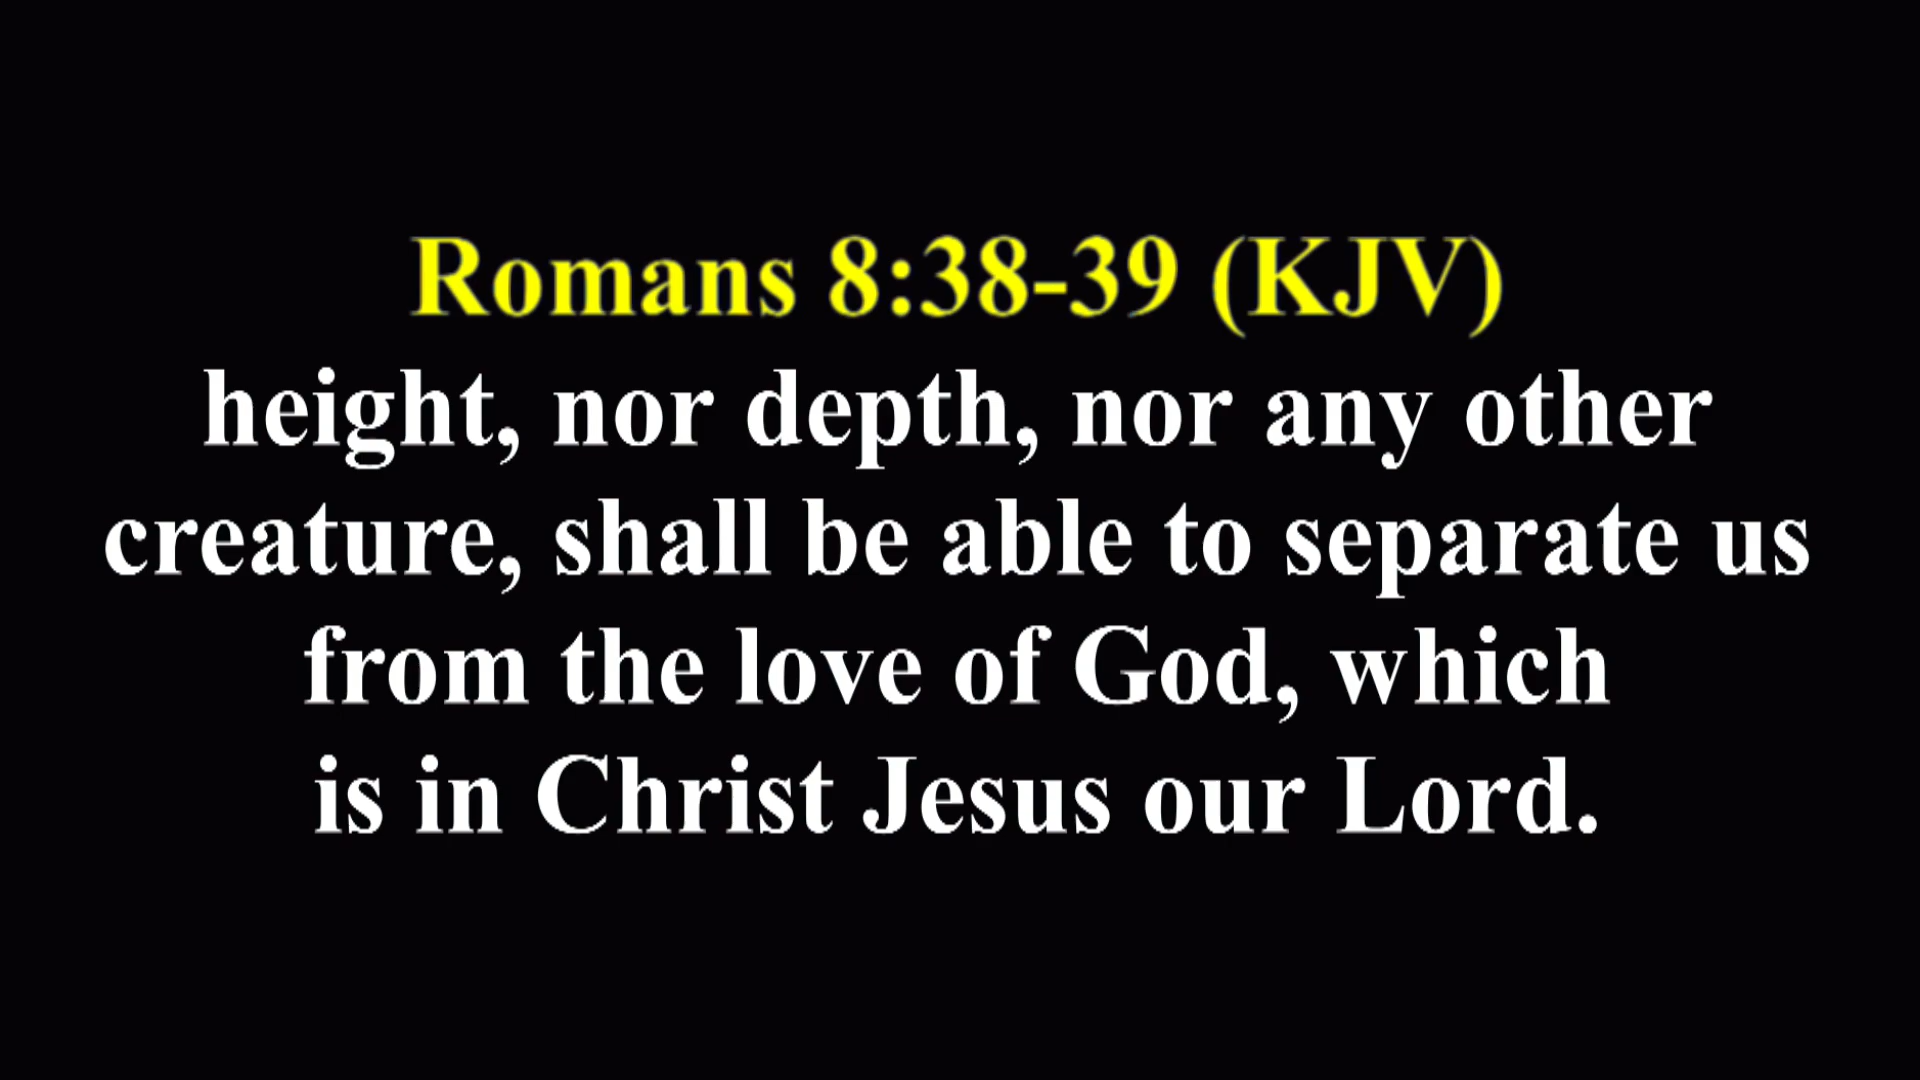 Romans 8:38-39 (KJV)
height, nor depth, nor any other
creature, shall be able to separate us
from the love of God, which
is in Christ Jesus our Lord.